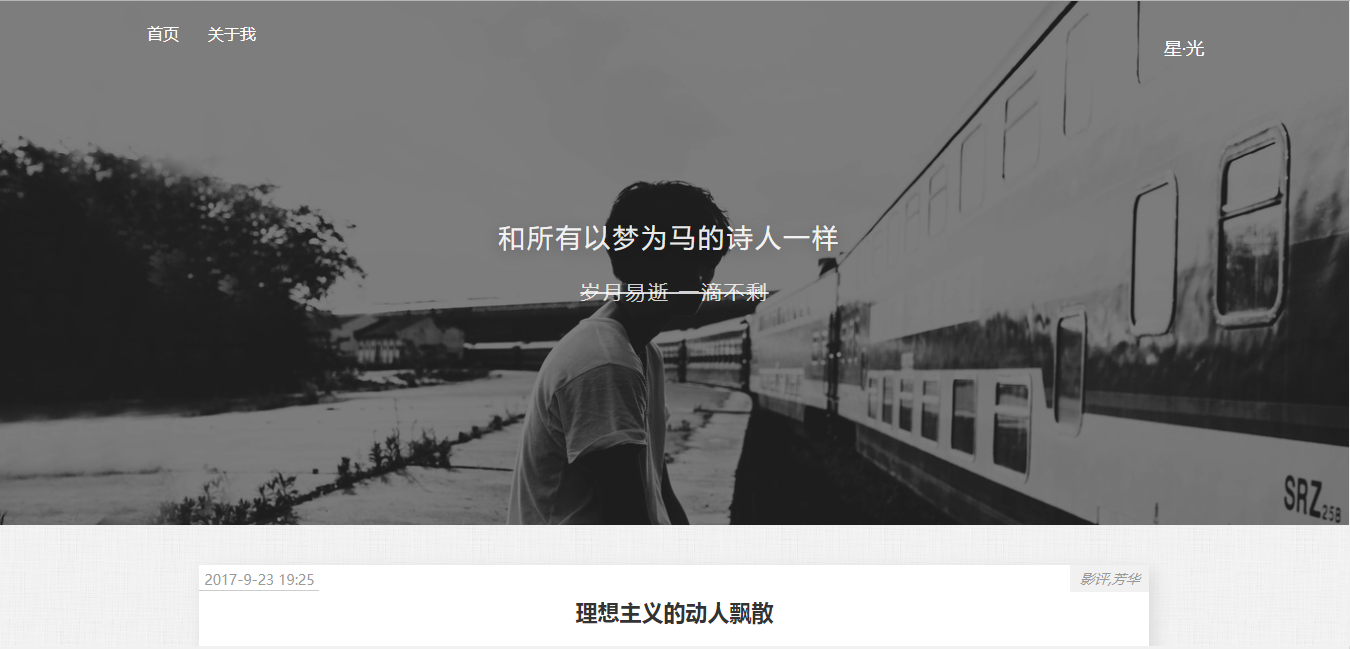 首页 关于我
星·光
和所有以梦为马的诗人一样
岁月易逝 一滴不剩
SRZ25B
2017-9-23 19:25
影评,芳华
理想主义的动人飘散